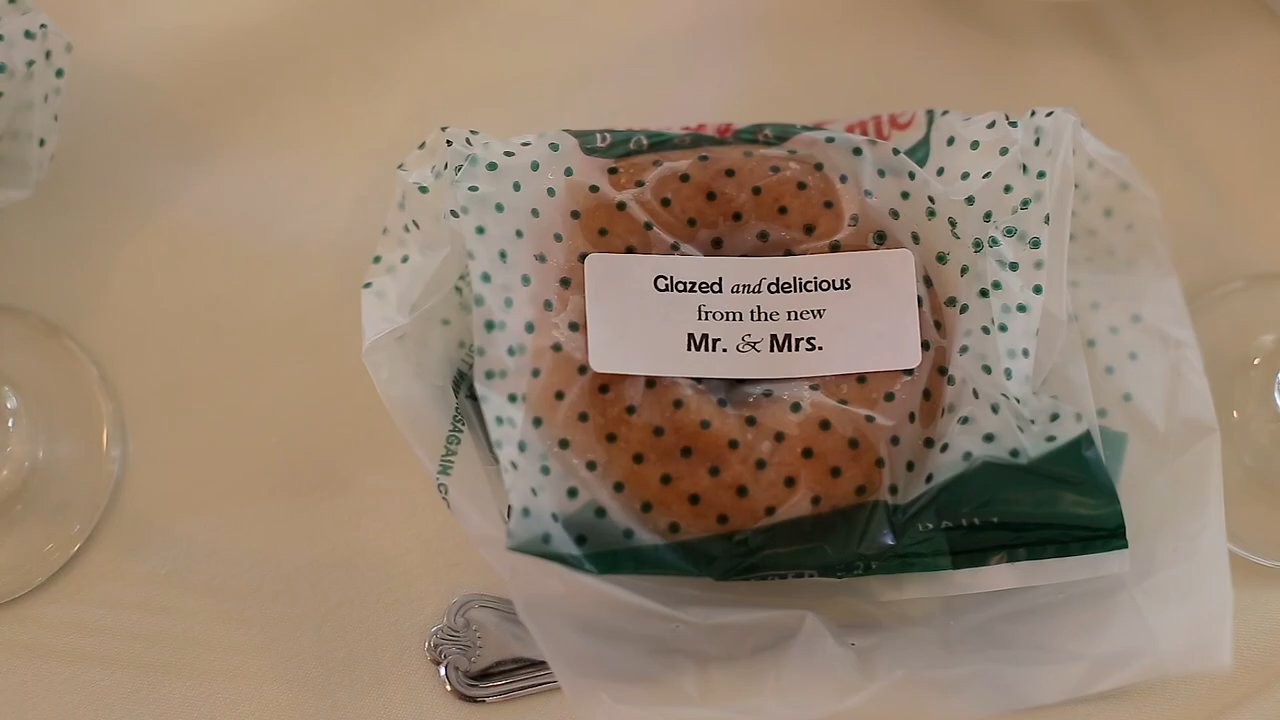 Glazed and delicious
from the new
Mr. & Mrs.